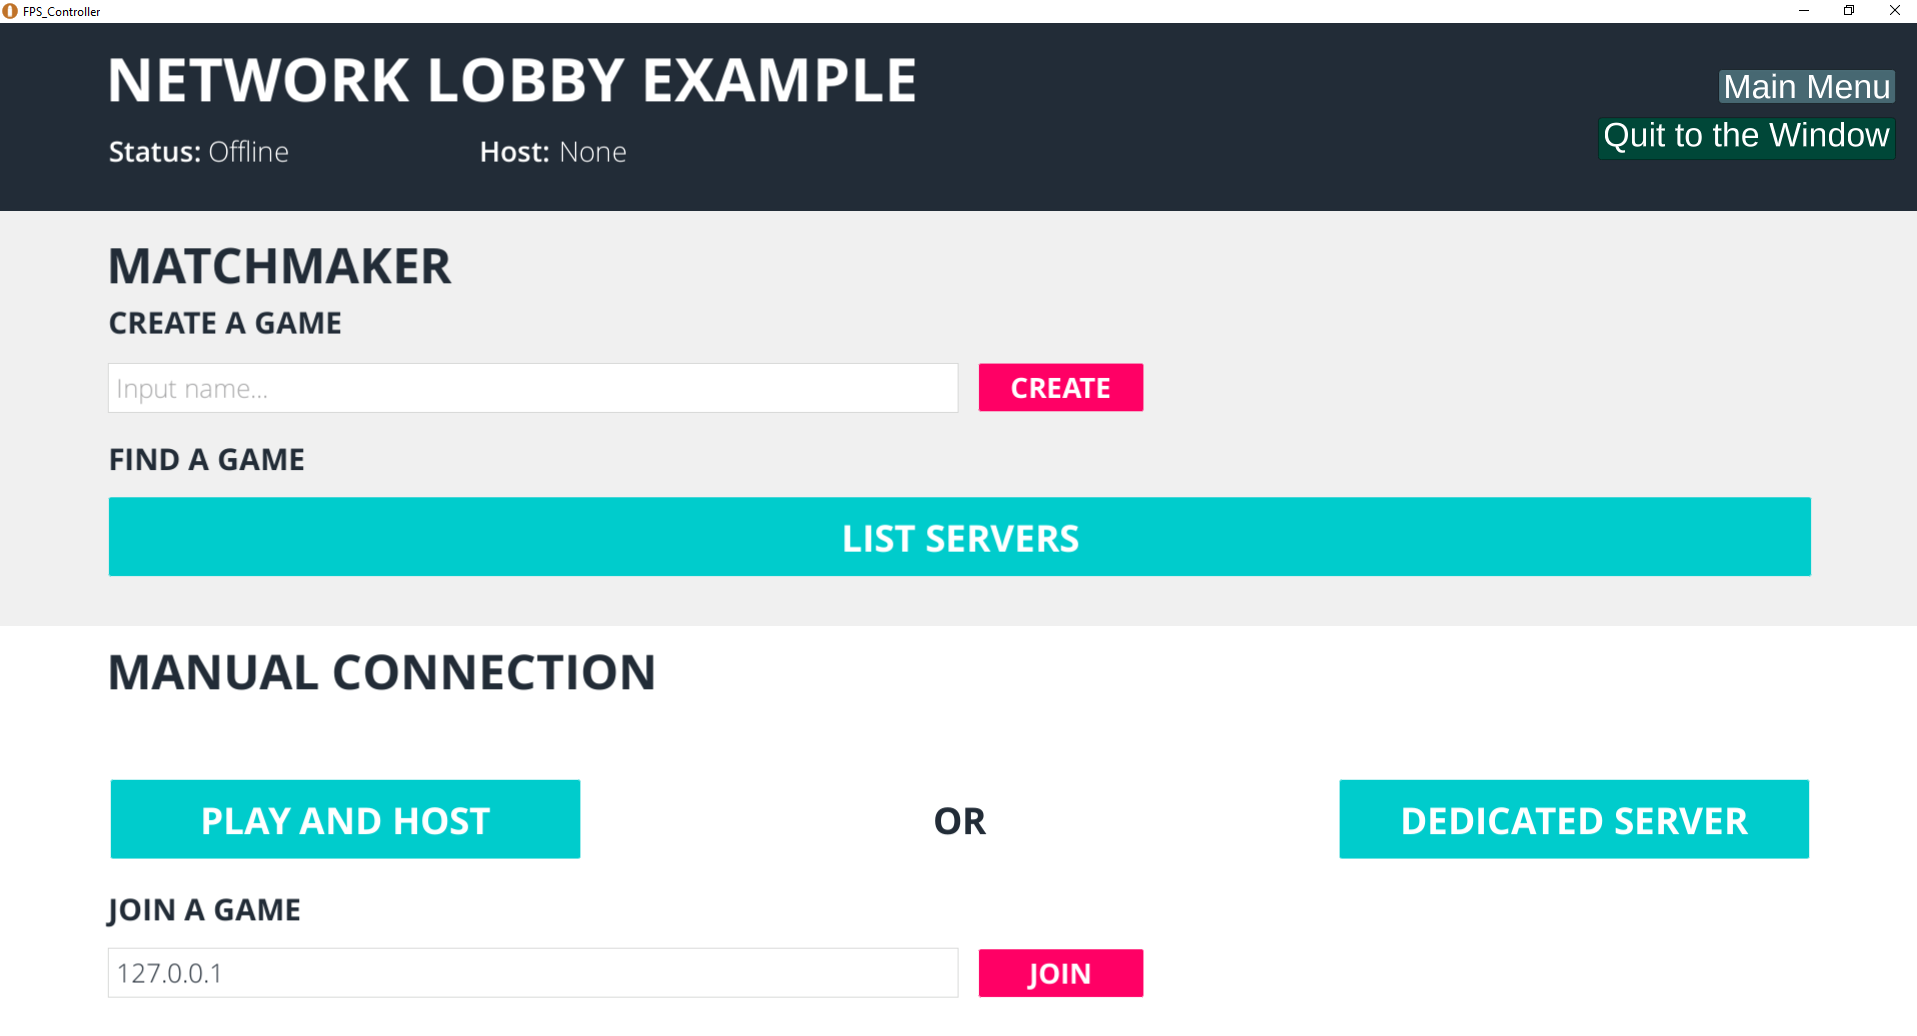 FPS_Controller
NETWORK LOBBY EXAMPLE
Main Menu
Quit to the Window
Status: Offline
Host: None
MATCHMAKER
CREATE A GAME
Input name...
CREATE
FIND A GAME
LIST SERVERS
MANUAL CONNECTION
PLAY AND HOST
OR
DEDICATED SERVER
JOIN A GAME
127.0.0.1
JOIN